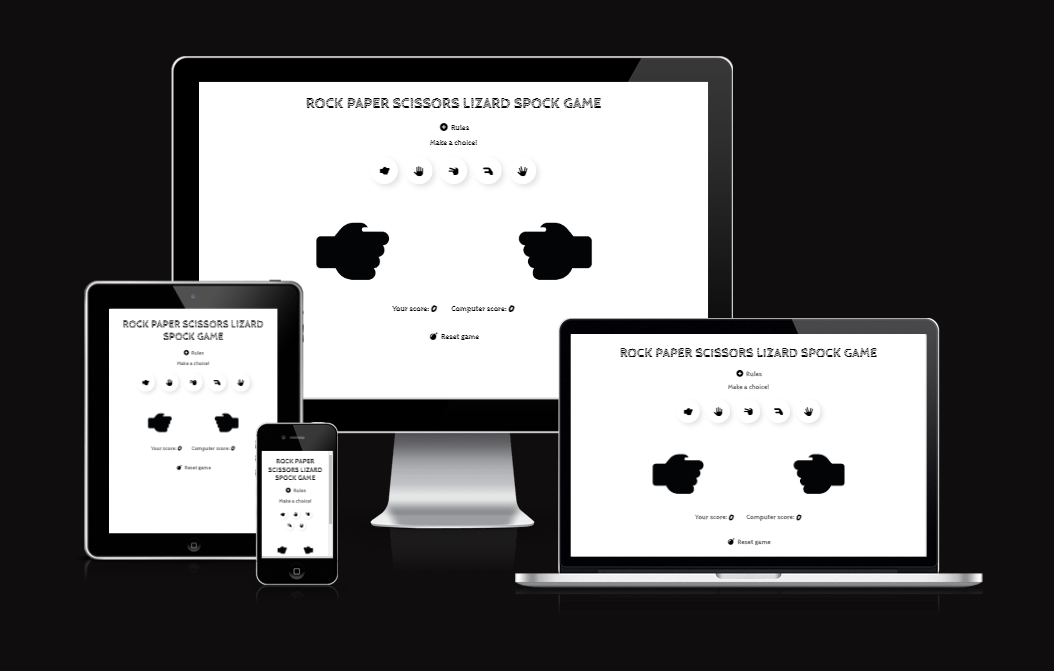 ROCK PAPER SCISSORS LIZARD SPOCK GAME
Rules
Make a choice!
Your score: 0 Computer score: 0
Reset game
ROCK PAPER SCISSORS LIZARD
SPOCK GAME
Rules
Make a choice!
Your score: 0 Computer score: 0
Reset game
ROCK PAPER
SCISSORS LIZARD
SPOCK GAME
Rules
Make a choice!
ROCK PAPER SCISSORS LIZARD SPOCK GAME
Rules
Make a choice!
Your score: 0 Computer score: 0
Reset game